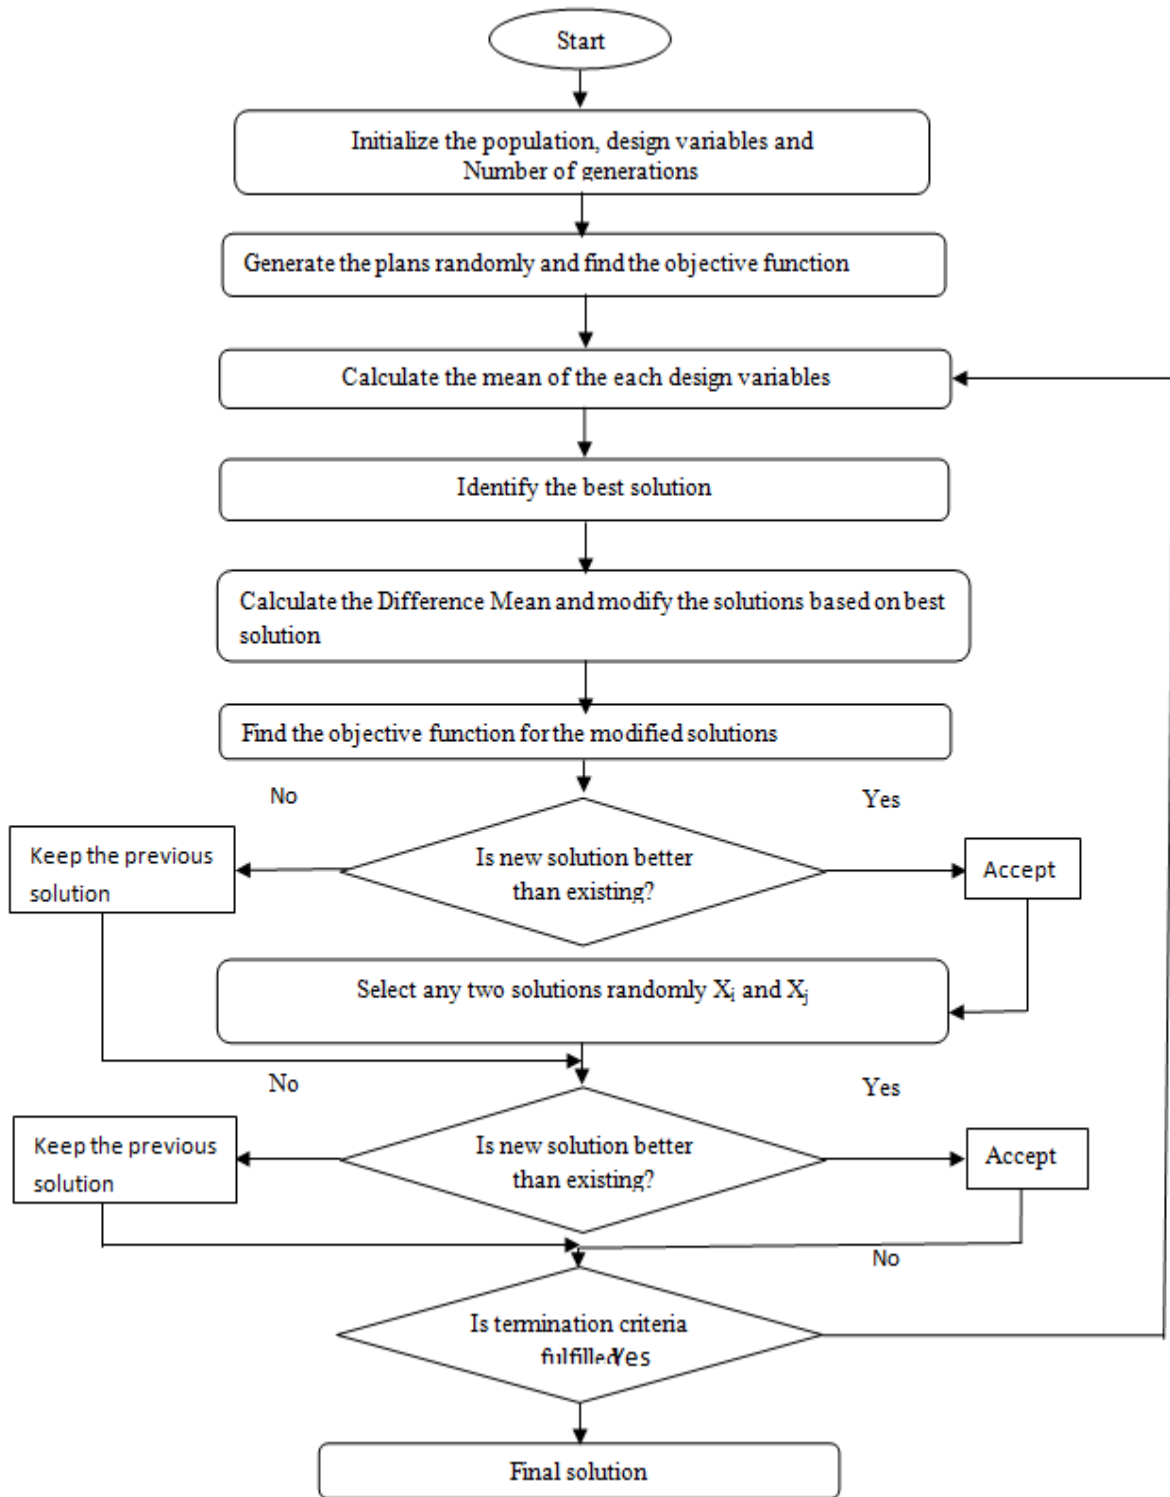 Start
Initialize the population, design variables and
Number of generations
Generate the plans randomly and find the objective function
Calculate the mean of the each design variables
Identify the best solution
Calculate the Difference Mean and modify the solutions based on best
solution
Find the objective function for the modified solutions
No
Yes
Keep the previous
solution
Is new solution better
than existing?
Accept
Select any two solutions randomly Xi and Xj
No
Yes
Keep the previous
solution
Is new solution better
than existing?
Accept
No
Is termination criteria
fulfilled Yes
Final solution